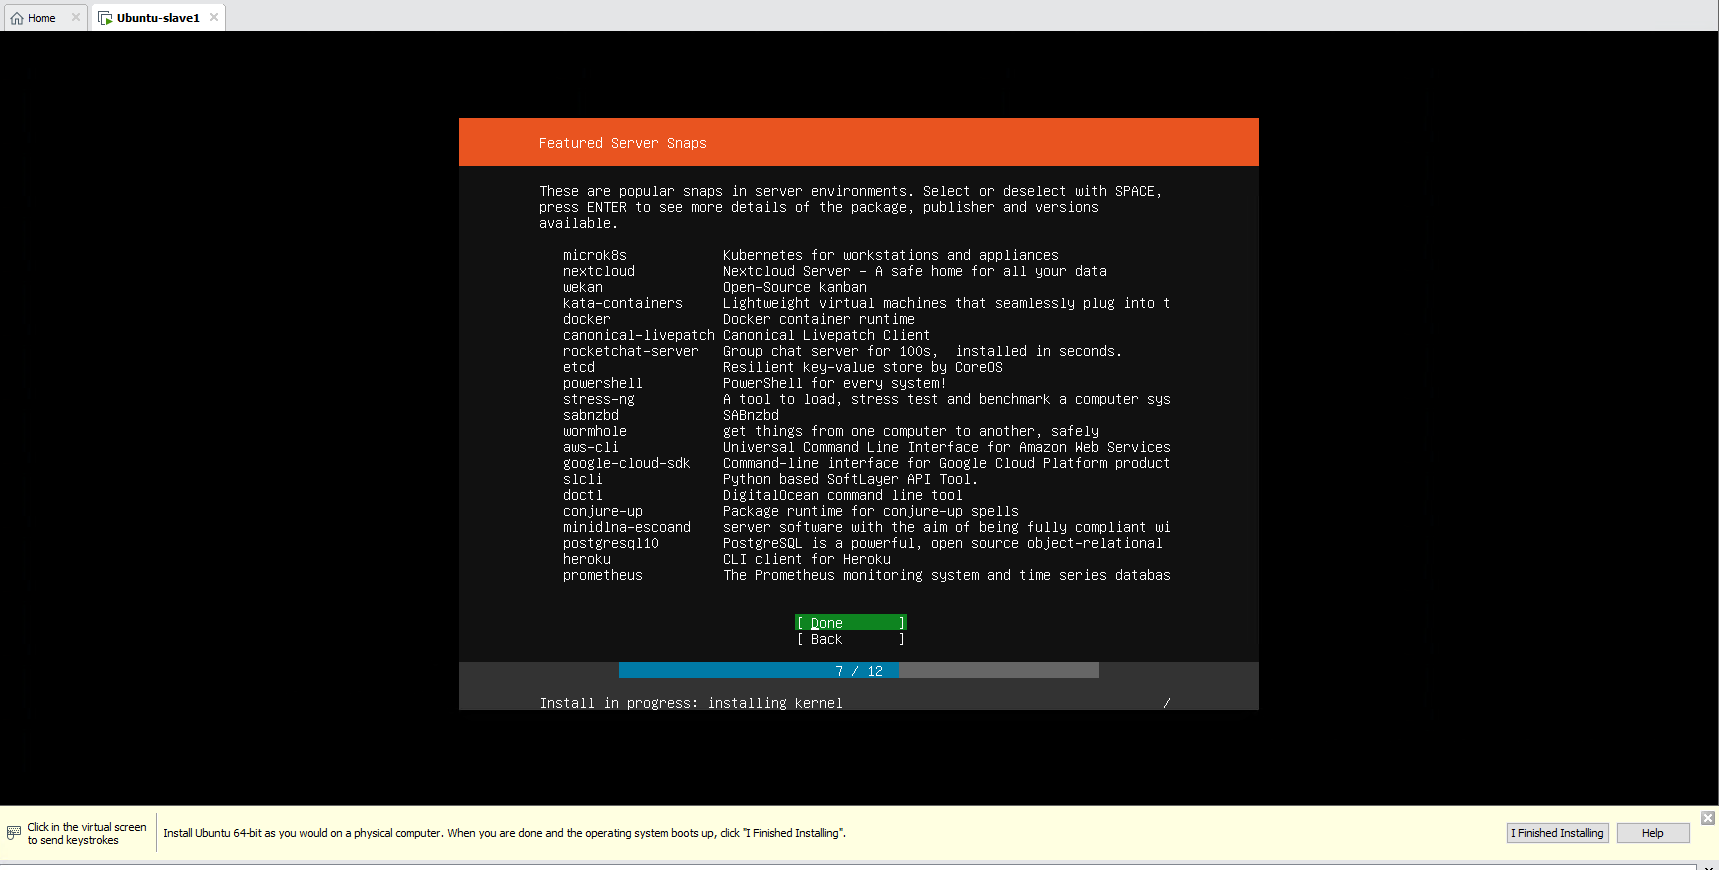 Home
Ubuntu-slave1
Featured Server Snaps
These are popular snaps in server environments. Select or deselect with SPACE,
press ENTER to see more details of the package, publisher and versions
available.
microk8s Kubernetes for workstations and appliances
nextcloud Nextcloud Server - A safe home for all your data
wekan Open-Source kanban
kata-containers Lightweight virtual machines that seamlessly plug into t
docker Docker container runtime
canonical-livepatch Canonical Livepatch Client
rocketchat-server Group chat server for 100s, installed in seconds.
etcd Resilient key-value store by CoreOS
powershell PowerShell for every system!
stress-ng A tool to load, stress test and benchmark a computer sys
sabnzbd SABnzbd
wormhole get things from one computer to another, safely
aws-cli Universal Command Line Interface for Amazon Web Services
google-cloud-sdk Command-line interface for Google Cloud Platform product
slcli Python based SoftLayer API Tool.
doctl DigitalOcean command line tool
conjure-up Package runtime for conjure-up spells
minidlna-escoand server software with the aim of being fully compliant wi
postgresql10 PostgreSQL is a powerful, open source object-relational
heroku CLI client for Heroku
prometheus The Prometheus monitoring system and time series databas
[ Done ]
[ Back ]
7 / 12
Install in progress: installing kernel /
Click in the virtual screen
to send keystrokes
Install Ubuntu 64-bit as you would on a physical computer. When you are done and the operating system boots up, click "I Finished Installing".
I Finished Installing
Help